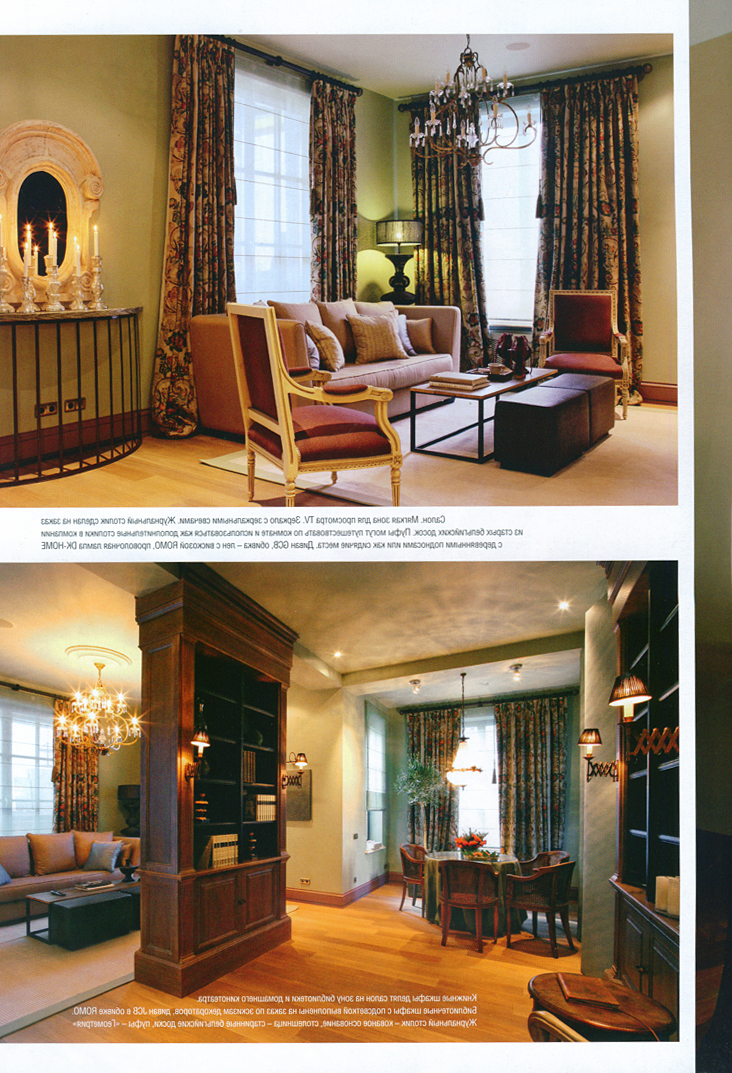 Салон. Мягкая зона для просмотра TV. Зеркало с зеркальными свечами. Журнальный столик сделан на заказ
из старых бельгийских досок. Пуфы могут путешествовать по комнате и использоваться как дополнительные столики в компании
с деревянными подносами или как сидячие места. Диван GCB, обивка – лен с вискозой ROMO, проволочная лампа DK-HOME
Книжные шкафы делят салон на зону библиотеки и домашнего кинотеатра.
Библиотечные шкафы с подсветкой выполнены на заказ по эскизам декораторов, диван JCB в обивке ROMO.
Журнальный столик – кованое основание, столешница – старинные бельгийские доски, пуфы – «Геометрия»